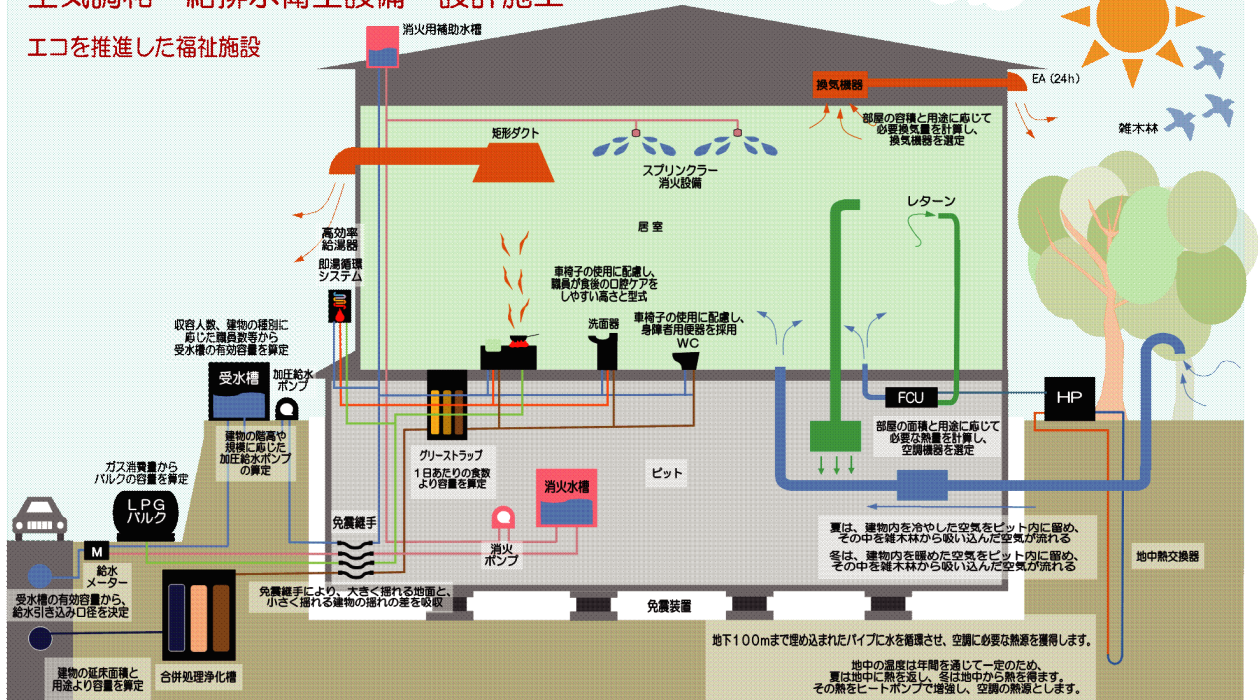 空気調和・給排水衛生設備 設計施工
エコを推進した福祉施設
消火用補助水槽
換気機器
EA (24h)
部屋の容積と用途に応じて
必要換気量を計算し、
換気機器を選定
雑木林
矩形ダクト
スプリンクラー
消火設備
レターン
居室
高効率
給湯器
即湯循環
システム
車椅子の使用に配慮し、
職員が食後の口腔ケアを
しやすい高さと型式
洗面器
車椅子の使用に配慮し、
身障者用便器を採用
WC
収容人数、建物の種別に
応じた職員数等から
受水槽の有効容量を算定
受水槽
加圧給水
ポンプ
建物の階高や
規模に応じた
加圧給水ポンプ
の算定
FCU
HP
部屋の面積と用途に応じて
必要な熱量を計算し、
空調機器を選定
グリーストラップ
1日あたりの食数
より容量を算定
ピット
消火水槽
ガス消費量から
バルクの容量を算定
LPG
バルク
免震継手
消火
ポンプ
夏は、建物内を冷やした空気をピット内に留め、
その中を雑木林から吸い込んだ空気が流れる
冬は、建物内を暖めた空気をピット内に留め、
その中を雑木林から吸い込んだ空気が流れる
地中熱交換器
M
給水
メーター
受水槽の有効容量から、
給水引き込み口径を決定
免震継手により、大きく揺れる地面と、
小さく揺れる建物の揺れの差を吸収
免震装置
地下100mまで埋め込まれたパイプに水を循環させ、空調に必要な熱源を獲得します。
地中の温度は年間を通じて一定のため、
夏は地中に熱を返し、冬は地中から熱を得ます。
その熱をヒートポンプで増強し、空調の熱源とします。
建物の延床面積と
用途より容量を算定
合併処理浄化槽